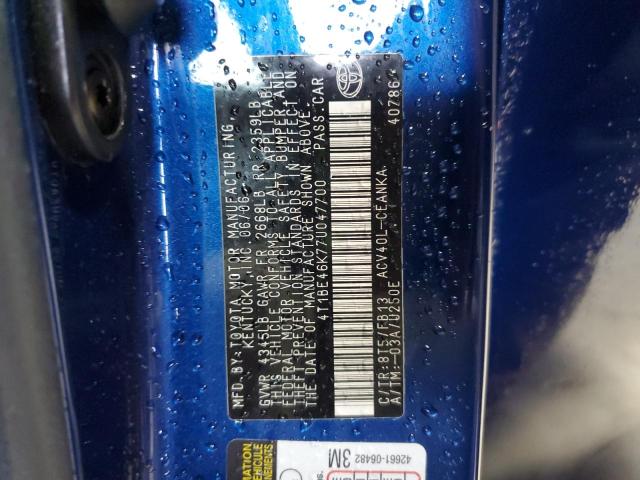 MFD. BY: TOYOTA MOTOR MANUFACTURING
KENTUCKY, INC. 06/06
GVWR 4345LB GAWR FR 2668LB RR 2359LB
THIS VEHICLE CONFORMS TO ALL APPLICABLE
FEDERAL MOTOR VEHICLE SAFETY, BUMPER AND
THEFT PREVENTION STANDARDS IN EFFECT ON
THE DATE OF MANUFACTURE SHOWN ABOVE.
4T1BE46K77U047700 PASS.CAR
C/TR:8T5/FB13 ACV40L-CEANKA
A/TM:-03A/U250E 40786
42661-06482
3M